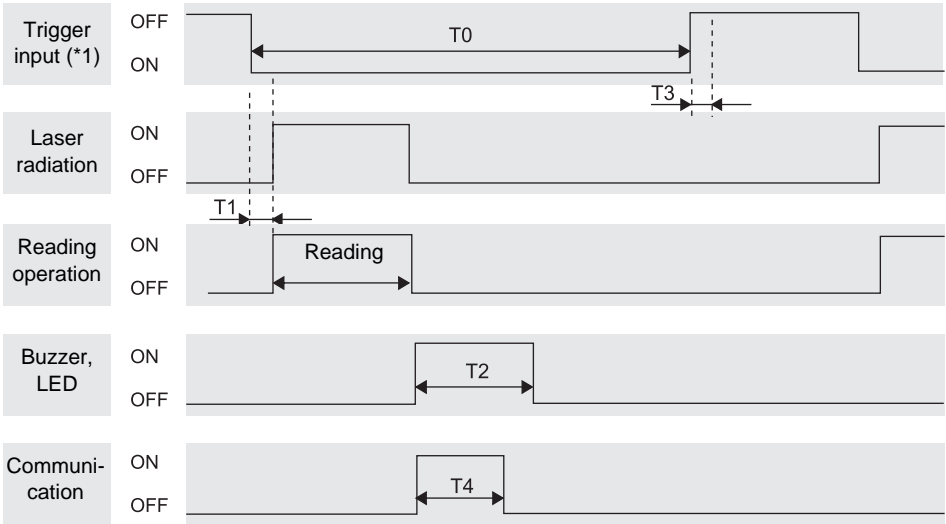 Trigger
input (*1)
OFF
ON
T0
T3
Laser
radiation
ON
OFF
T1
Reading
operation
ON
OFF
Reading
Buzzer,
LED
ON
OFF
T2
Communi-
cation
ON
OFF
T4